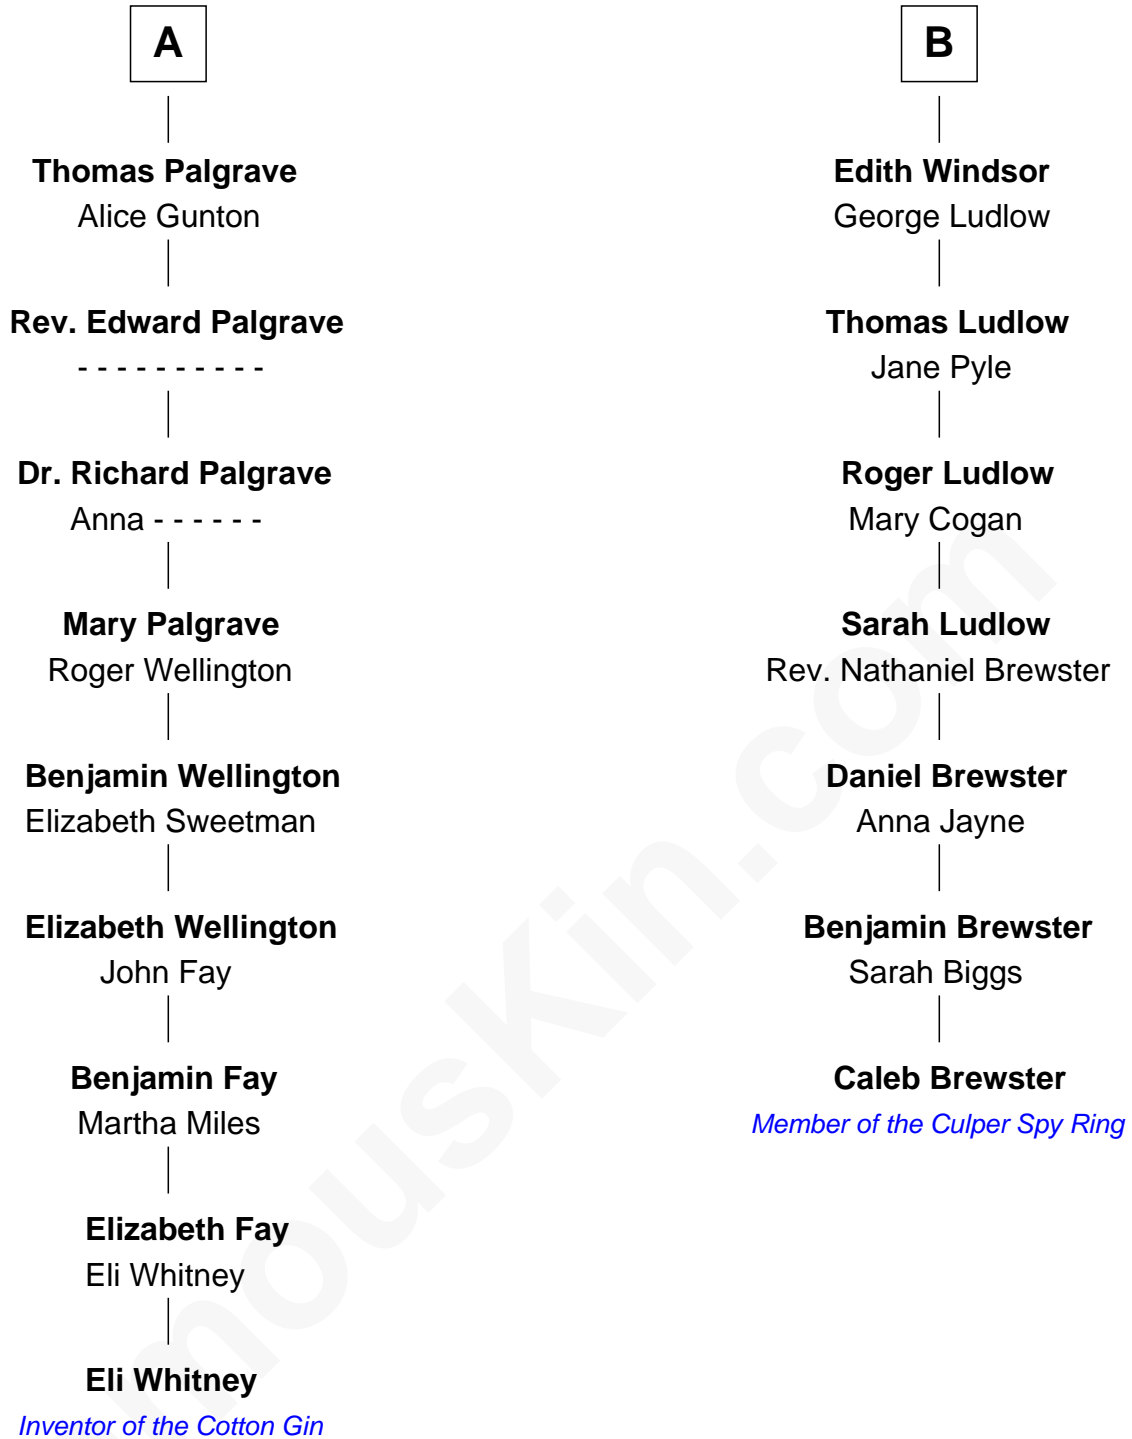 A
Thomas Palgrave
Alice Gunton
Rev. Edward Palgrave
- - - - - - - - - -
Dr. Richard Palgrave
Anna - - - - - -
Mary Palgrave
Roger Wellington
Benjamin Wellington
Elizabeth Sweetman
Elizabeth Wellington
John Fay
Benjamin Fay
Martha Miles
Elizabeth Fay
Eli Whitney
Eli Whitney
Inventor of the Cotton Gin
B
Edith Windsor
George Ludlow
Thomas Ludlow
Jane Pyle
Roger Ludlow
Mary Cogan
Sarah Ludlow
Rev. Nathaniel Brewster
Daniel Brewster
Anna Jayne
Benjamin Brewster
Sarah Biggs
Caleb Brewster
Member of the Culper Spy Ring
mousKin.com